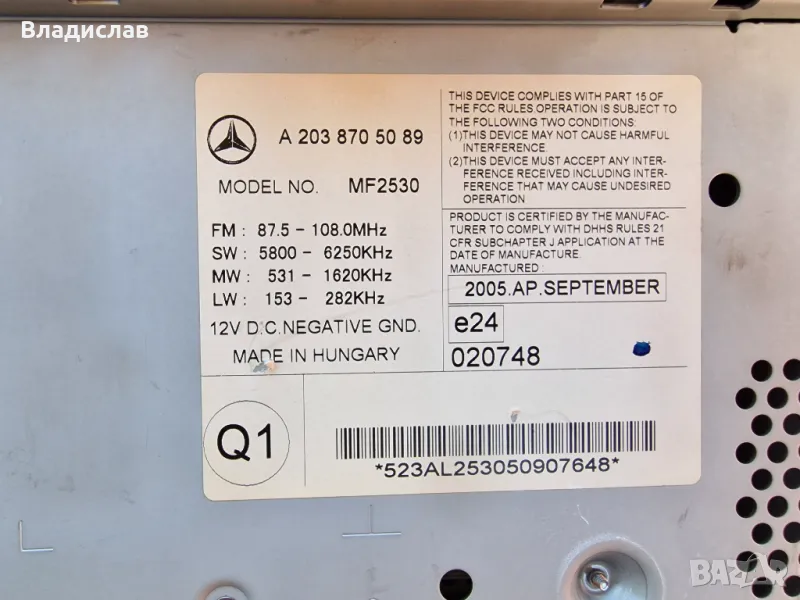 Владислав
A 203 870 50 89
MODEL NO. MF2530
FM : 87.5 - 108.0MHz
SW : 5800 - 6250KHz
MW : 531 - 1620KHz
LW : 153 - 282KHz
12V D.C.NEGATIVE GND.
MADE IN HUNGARY
THIS DEVICE COMPLIES WITH PART 15 OF
THE FCC RULES OPERATION IS SUBJECT TO
THE FOLLOWING TWO CONDITIONS:
(1)THIS DEVICE MAY NOT CAUSE HARMFUL
INTERFERENCE.
(2)THIS DEVICE MUST ACCEPT ANY INTER-
FERENCE RECEIVED INCLUDING INTER-
FERENCE THAT MAY CAUSE UNDESIRED
OPERATION
PRODUCT IS CERTIFIED BY THE MANUFAC-
TURER TO COMPLY WITH DHHS RULES 21
CFR SUBCHAPTER J APPLICATION AT THE
DATE OF MANUFACTURE.
MANUFACTURED :
2005.AP.SEPTEMBER
e24
020748
Q1
*523AL253050907648*
BAZAR